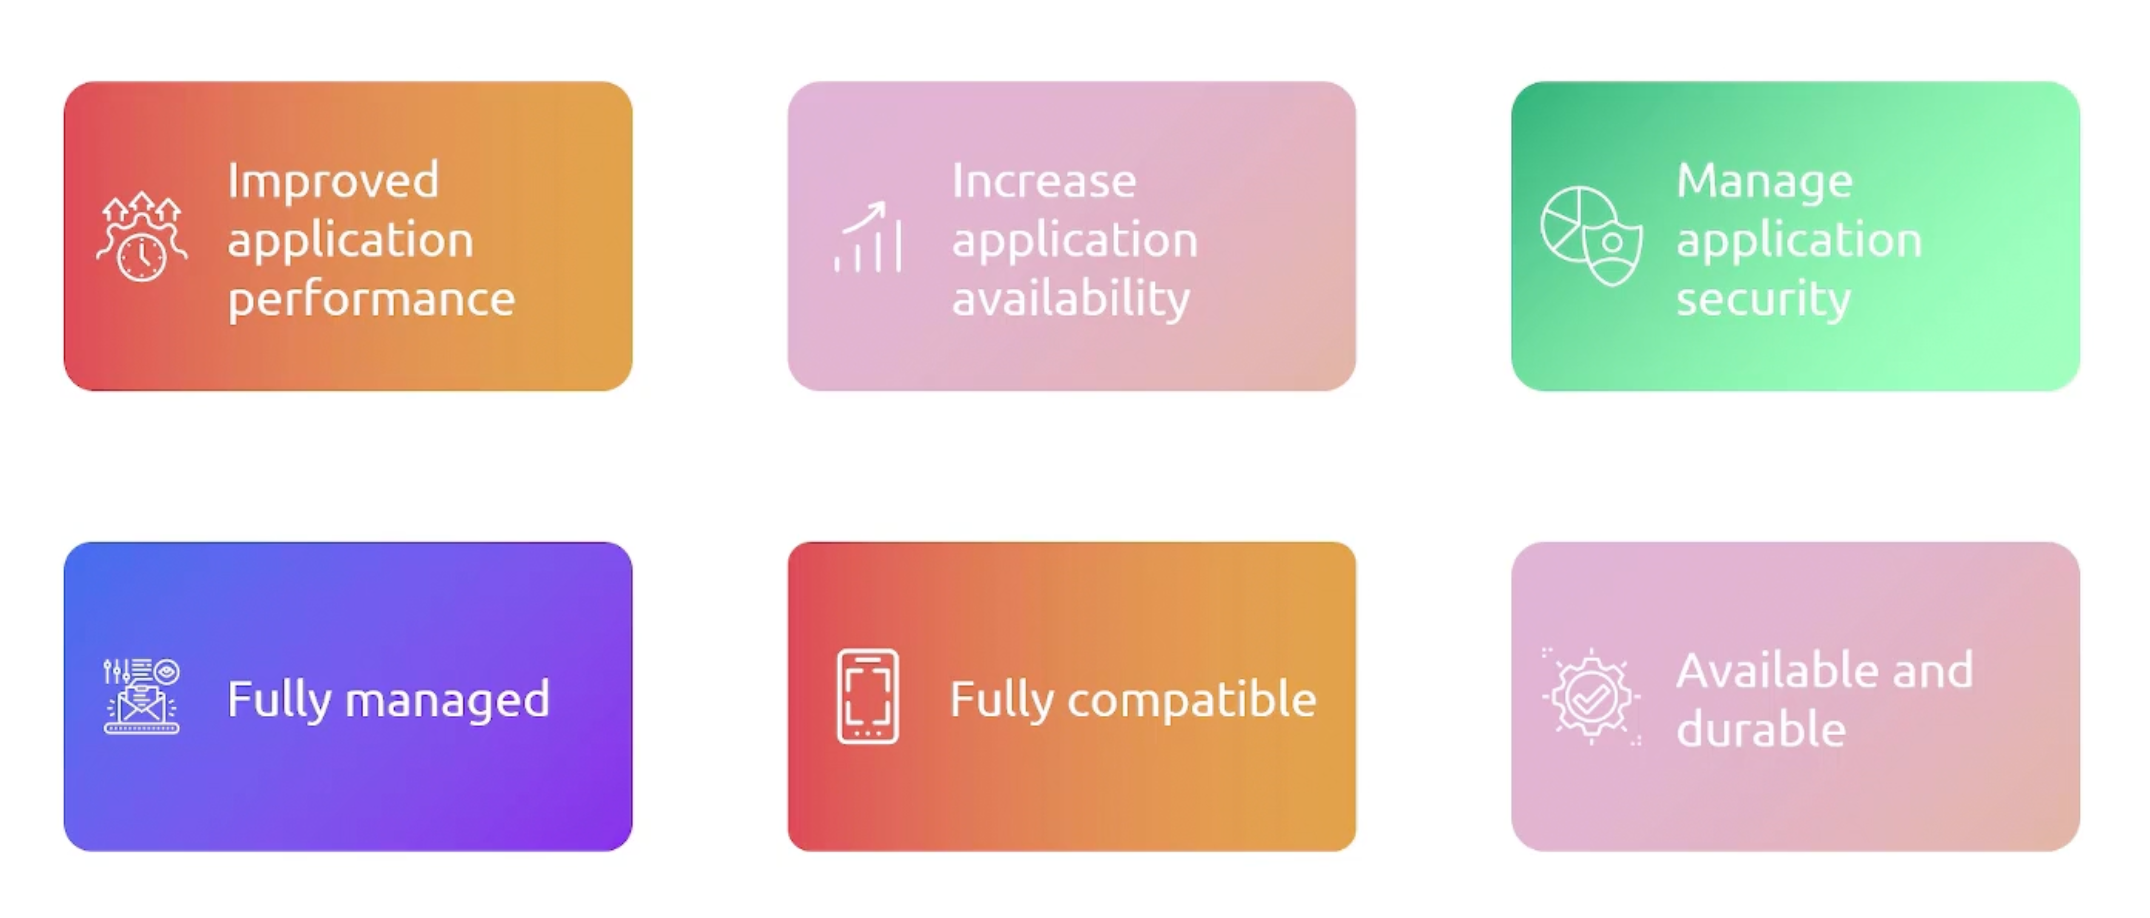 Improved
application
performance
Increase
application
availability
Manage
application
security
Fully managed
Fully compatible
Available and
durable